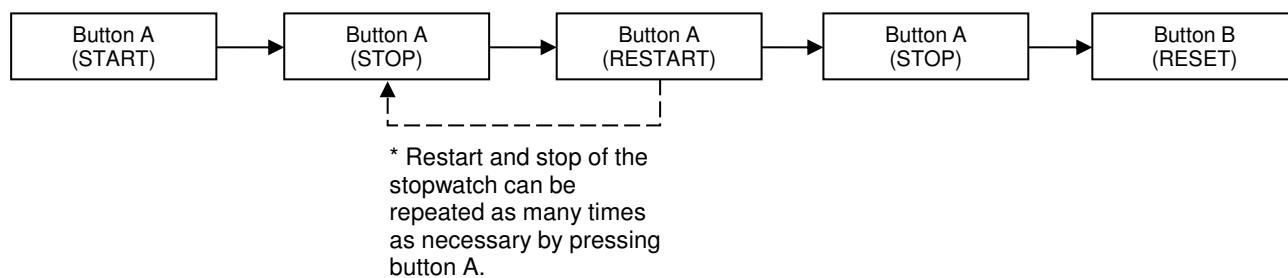 Button A
(START)
Button A
(STOP)
Button A
(RESTART)
Button A
(STOP)
Button B
(RESET)
* Restart and stop of the
stopwatch can be
repeated as many times
as necessary by pressing
button A.